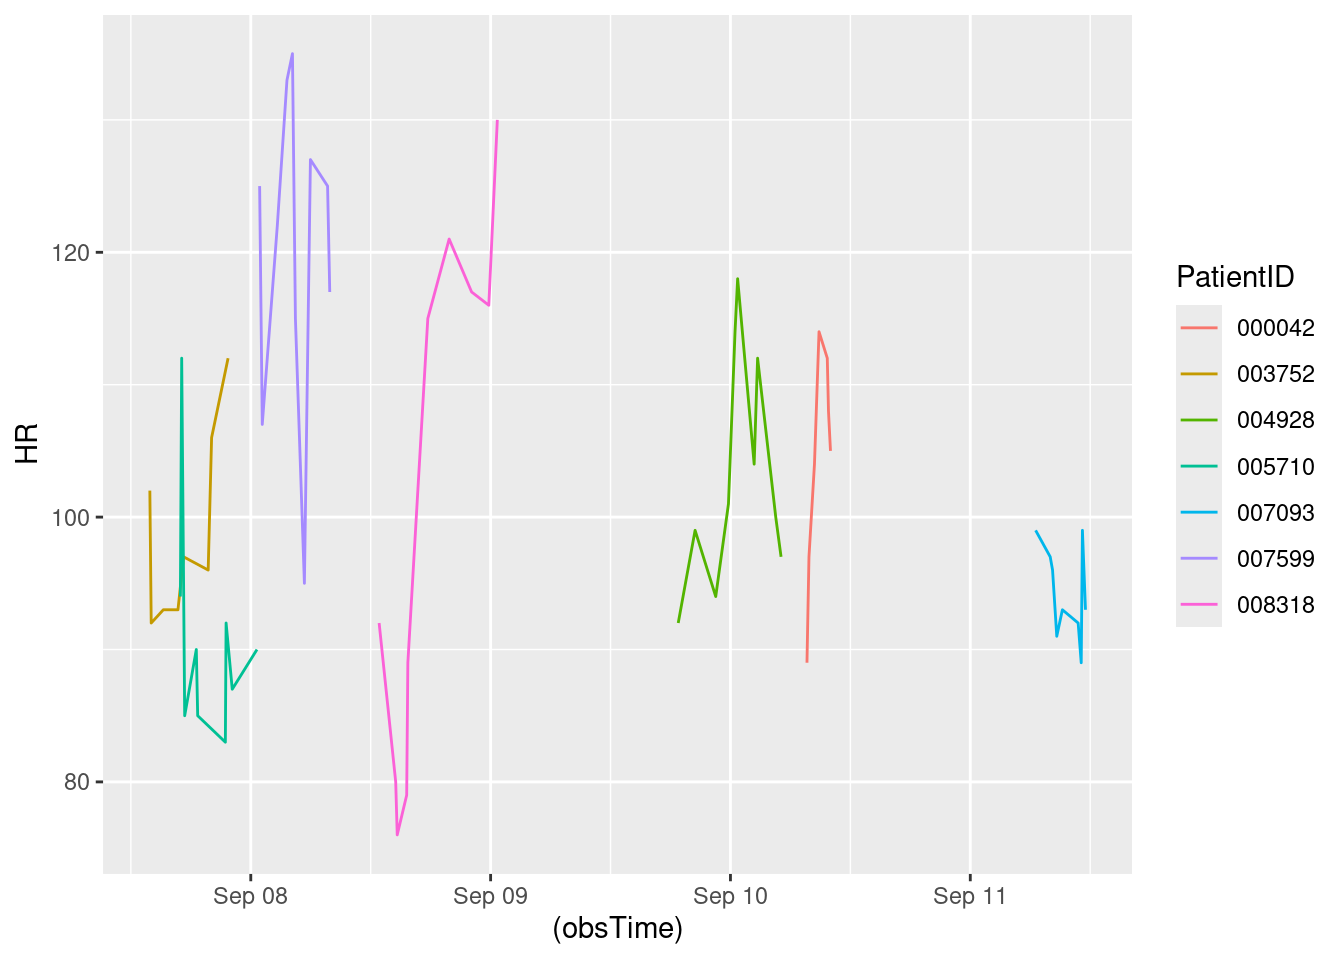 HR
120
100
80
Sep 08
Sep 09
Sep 10
Sep 11
(obsTime)
PatientID
000042
003752
004928
005710
007093
007599
008318